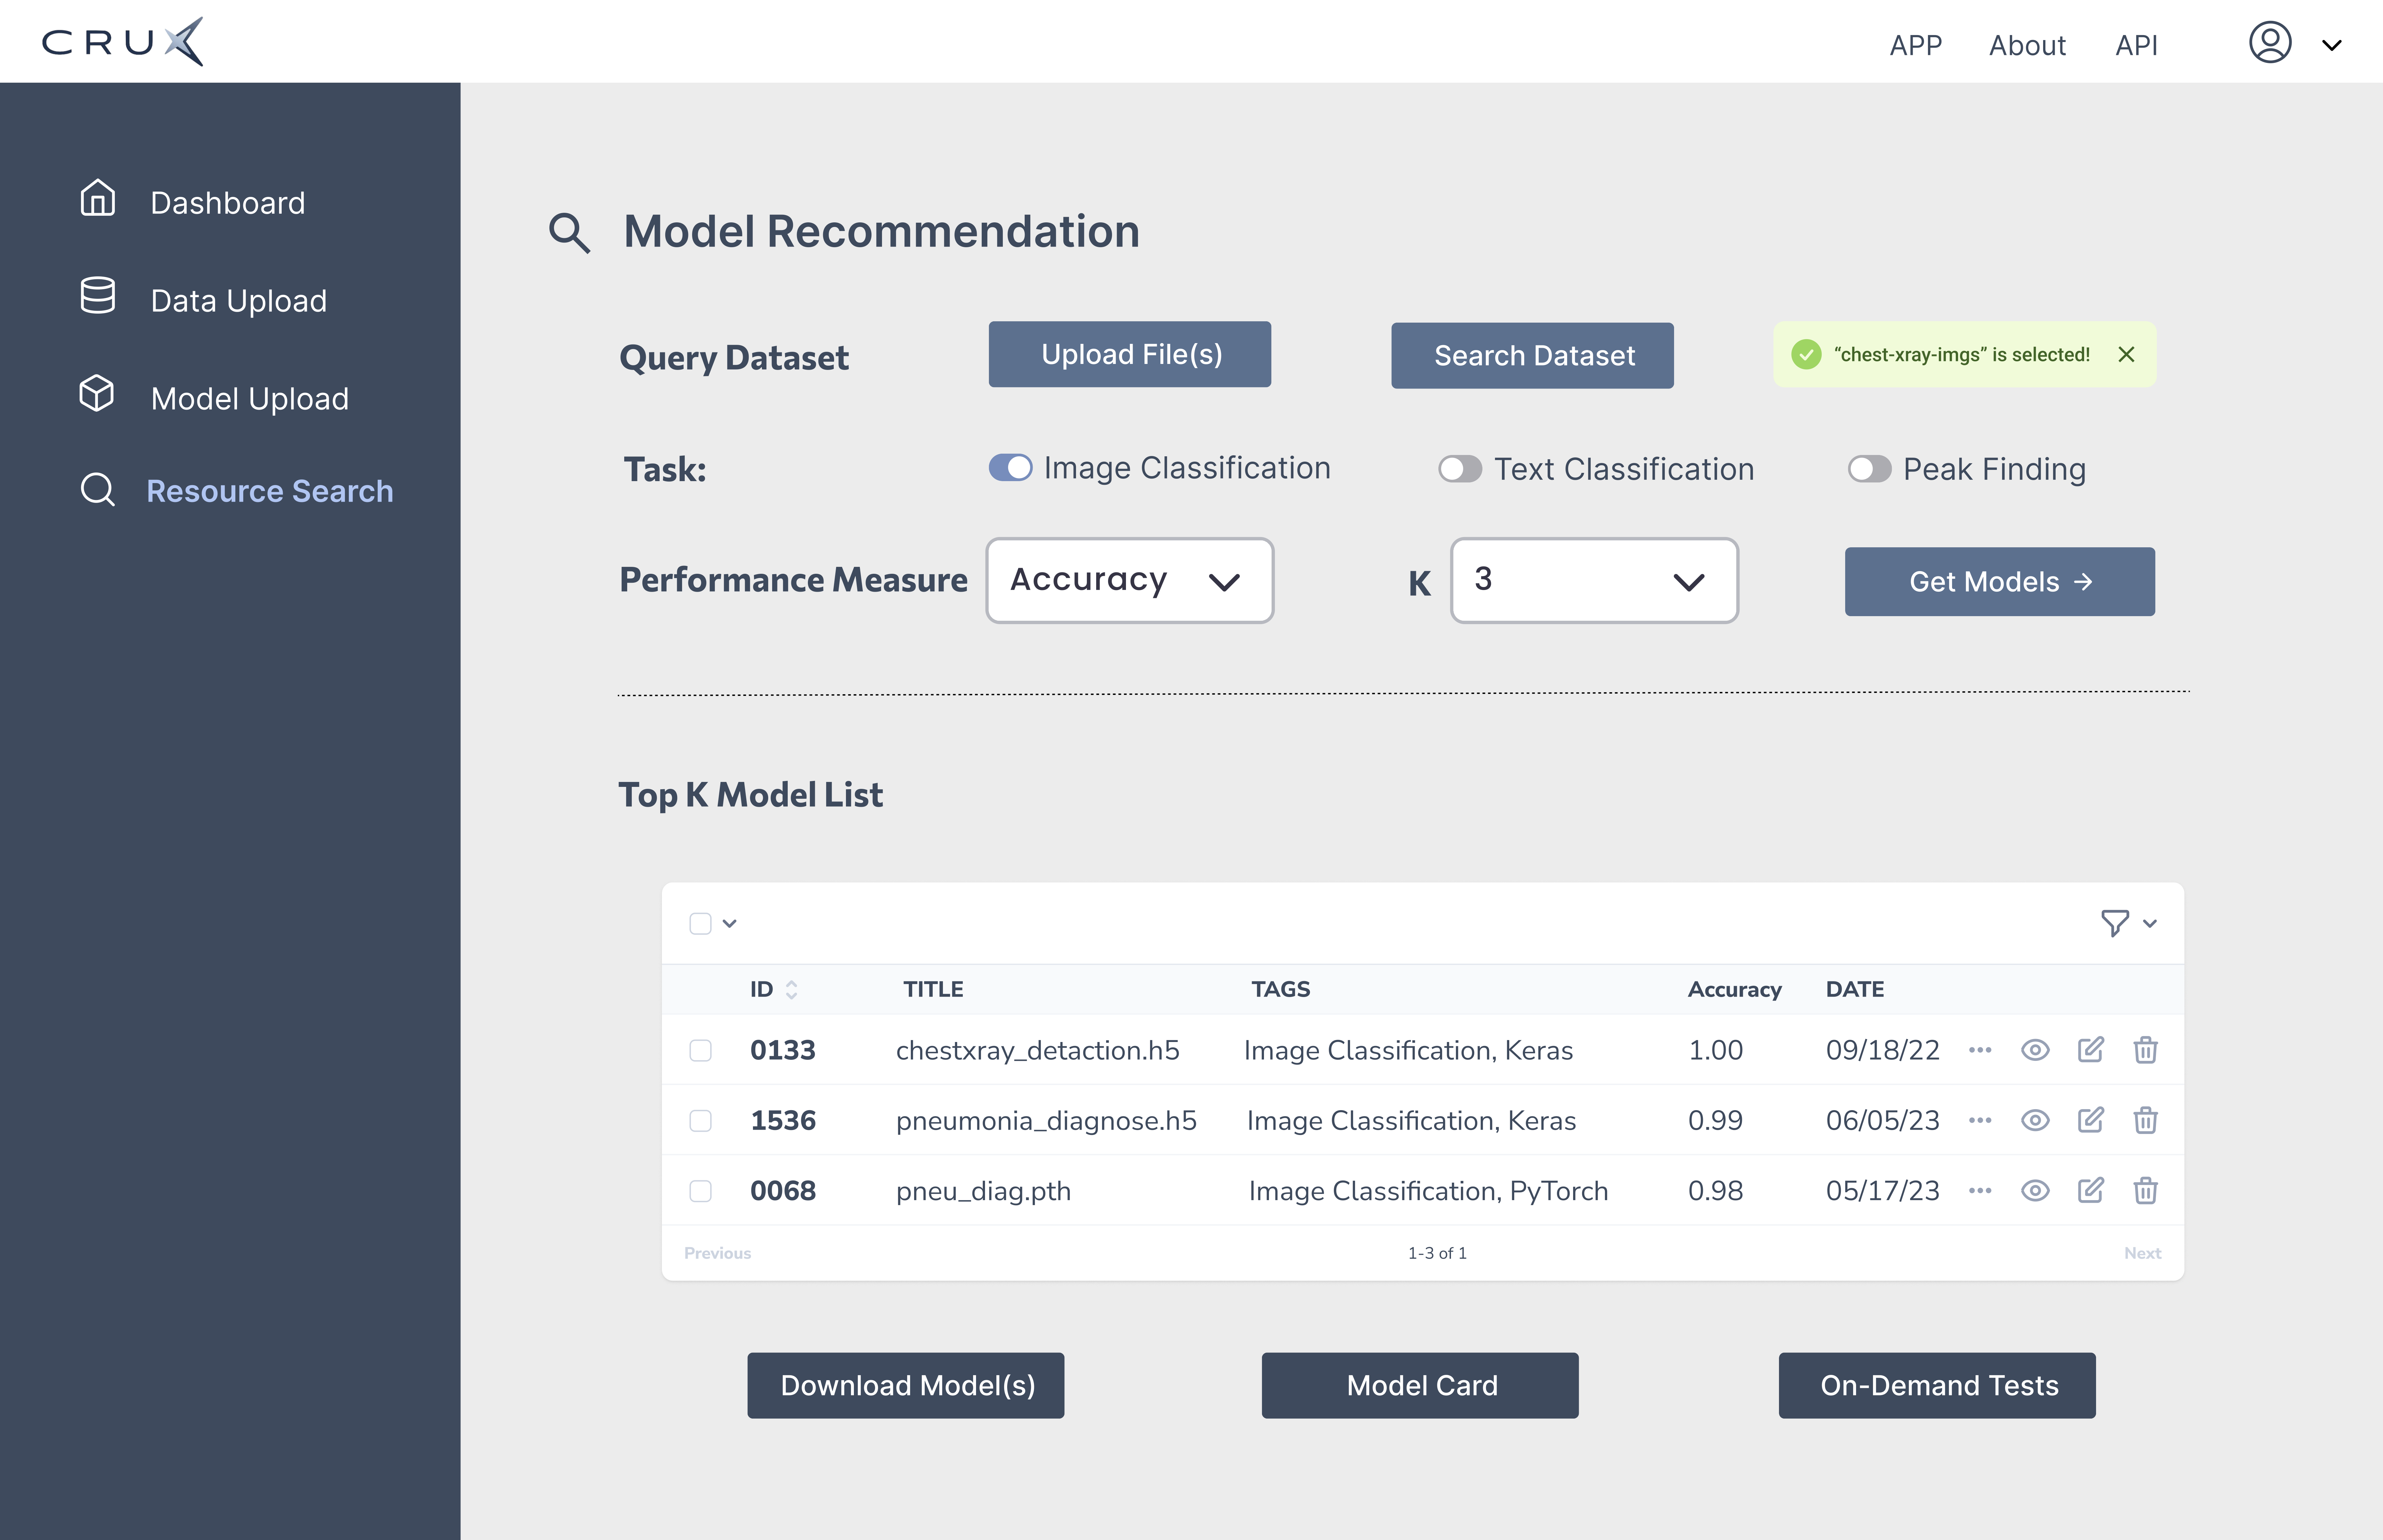 CRUX
APP About API
Dashboard
Data Upload
Model Upload
Resource Search
Model Recommendation
Query Dataset Upload File(s) Search Dataset “chest-xray-imgs” is selected!
Task: Image Classification Text Classification Peak Finding
Performance Measure Accuracy K 3 Get Models →
Top K Model List
ID TITLE TAGS Accuracy DATE
0133 chestxray_detaction.h5 Image Classification, Keras 1.00 09/18/22
1536 pneumonia_diagnose.h5 Image Classification, Keras 0.99 06/05/23
0068 pneu_diag.pth Image Classification, PyTorch 0.98 05/17/23
Previous 1-3 of 1 Next
Download Model(s) Model Card On-Demand Tests